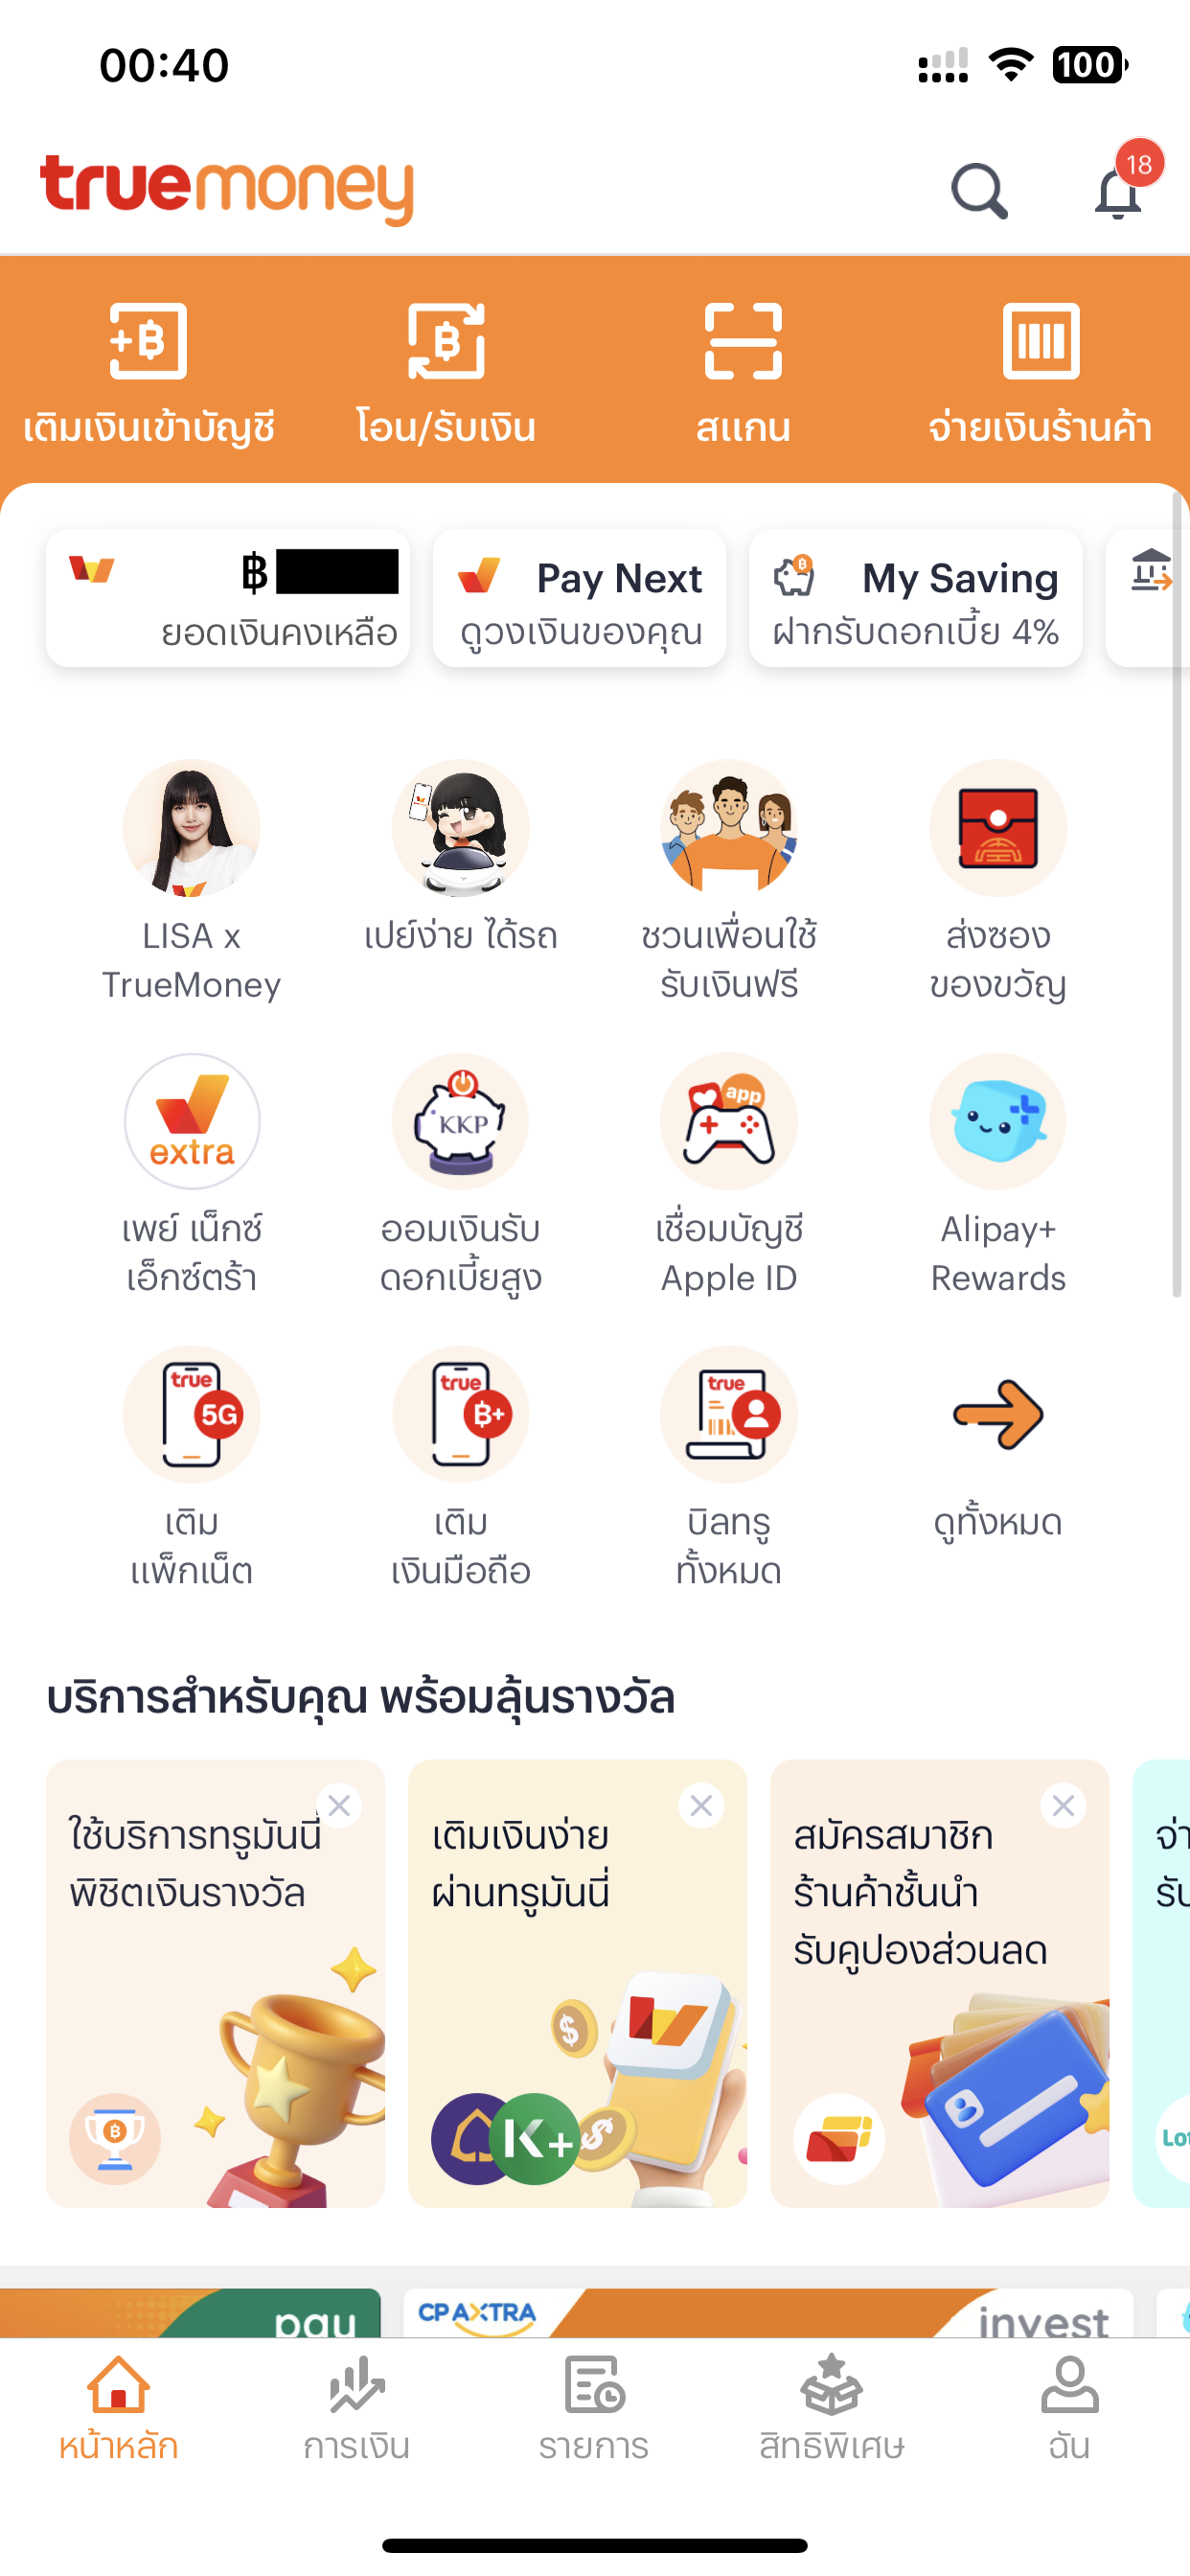 00:40
100
truemoney
18
+฿
฿
เติมเงินเข้าบัญชี
โอน/รับเงิน
สแกน
จ่ายเงินร้านค้า
฿
ยอดเงินคงเหลือ
Pay Next
ดูวงเงินของคุณ
My Saving
ฝากรับดอกเบี้ย 4%
LISA x
TrueMoney
เปย์ง่าย ได้รถ
ชวนเพื่อนใช้
รับเงินฟรี
ส่งซอง
ของขวัญ
extra
KKP
app
เพย์ เน็กซ์
เอ็กซ์ตร้า
ออมเงินรับ
ดอกเบี้ยสูง
เชื่อมบัญชี
Apple ID
Alipay+
Rewards
true
5G
true
฿+
true
เติม
แพ็กเน็ต
เติม
เงินมือถือ
บิลทรู
ทั้งหมด
ดูทั้งหมด
บริการสำหรับคุณ พร้อมลุ้นรางวัล
ใช้บริการทรูมันนี่
พิชิตเงินรางวัล
เติมเงินง่าย
ผ่านทรูมันนี่
สมัครสมาชิก
ร้านค้าชั้นนำ
รับคูปองส่วนลด
จ่า
รับ
฿
K+
$
$
Lot
pay
CP AXTRA
invest
หน้าหลัก
การเงิน
รายการ
สิทธิพิเศษ
ฉัน